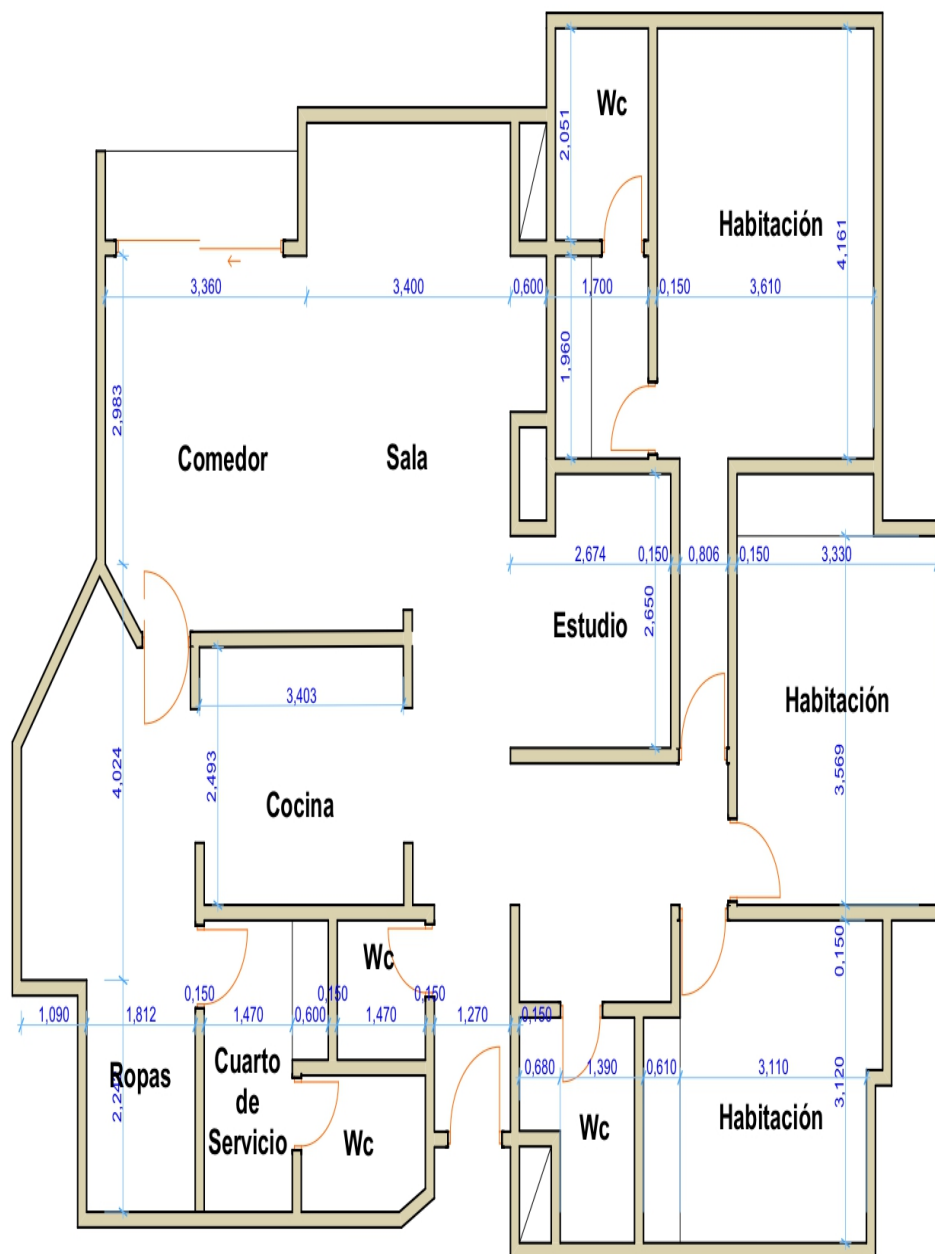 Wc
2,051
Habitación
4,161
3,360
3,400
0,600
1,700
0,150
3,610
1,960
2,983
Comedor
Sala
2,674
0,150
0,806
0,150
3,330
Estudio
2,650
3,403
Habitación
4,024
2,493
3,569
Cocina
Wc
0,150
0,150
0,150
0,150
1,090
1,812
1,470
0,600
1,470
1,270
0,150
Ropas
Cuarto
de
Servicio
Wc
0,680
1,390
0,610
3,110
3,120
Wc
Habitación